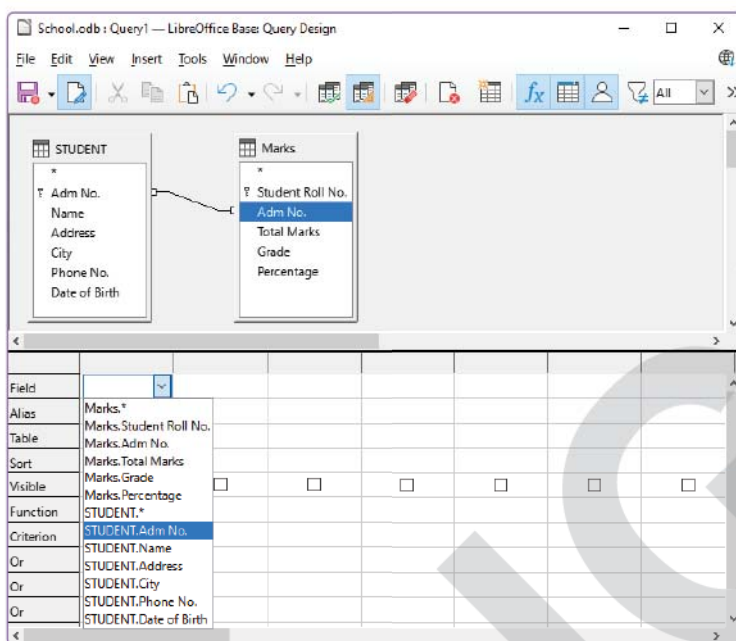 School.odb : Query1 — LibreOffice Base: Query Design
File Edit View Insert Tools Window Help
fx All
STUDENT
*
Adm No.
Name
Address
City
Phone No.
Date of Birth
Marks
*
Student Roll No.
Adm No.
Total Marks
Grade
Percentage
Field
Alias
Table
Sort
Visible
Function
Criterion
Or
Or
Or
Marks.*
Marks.Student Roll No.
Marks.Adm No.
Marks.Total Marks
Marks.Grade
Marks.Percentage
STUDENT.*
STUDENT.Adm No.
STUDENT.Name
STUDENT.Address
STUDENT.City
STUDENT.Phone No.
STUDENT.Date of Birth